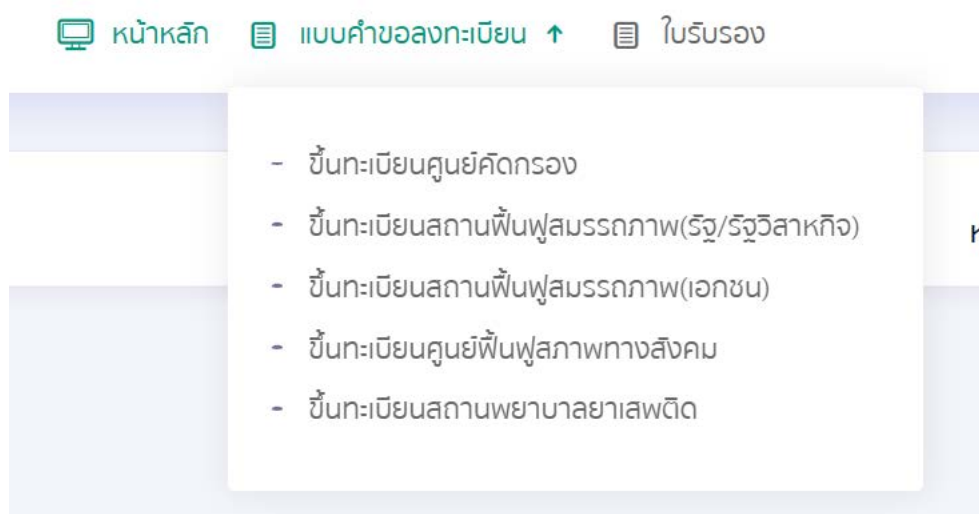 หน้าหลัก แบบคำขอลงทะเบียน ↑ ใบรับรอง
- ขึ้นทะเบียนศูนย์คัดกรอง
- ขึ้นทะเบียนสถานฟื้นฟูสมรรถภาพ(รัฐ/รัฐวิสาหกิจ)
- ขึ้นทะเบียนสถานฟื้นฟูสมรรถภาพ(เอกชน)
- ขึ้นทะเบียนศูนย์ฟื้นฟูสภาพทางสังคม
- ขึ้นทะเบียนสถานพยาบาลยาเสพติด